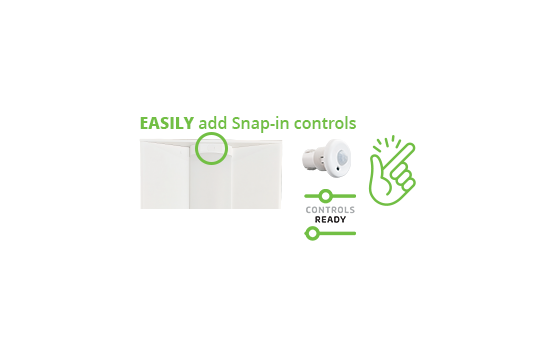 EASILY add Snap-in controls
CONTROLS
READY